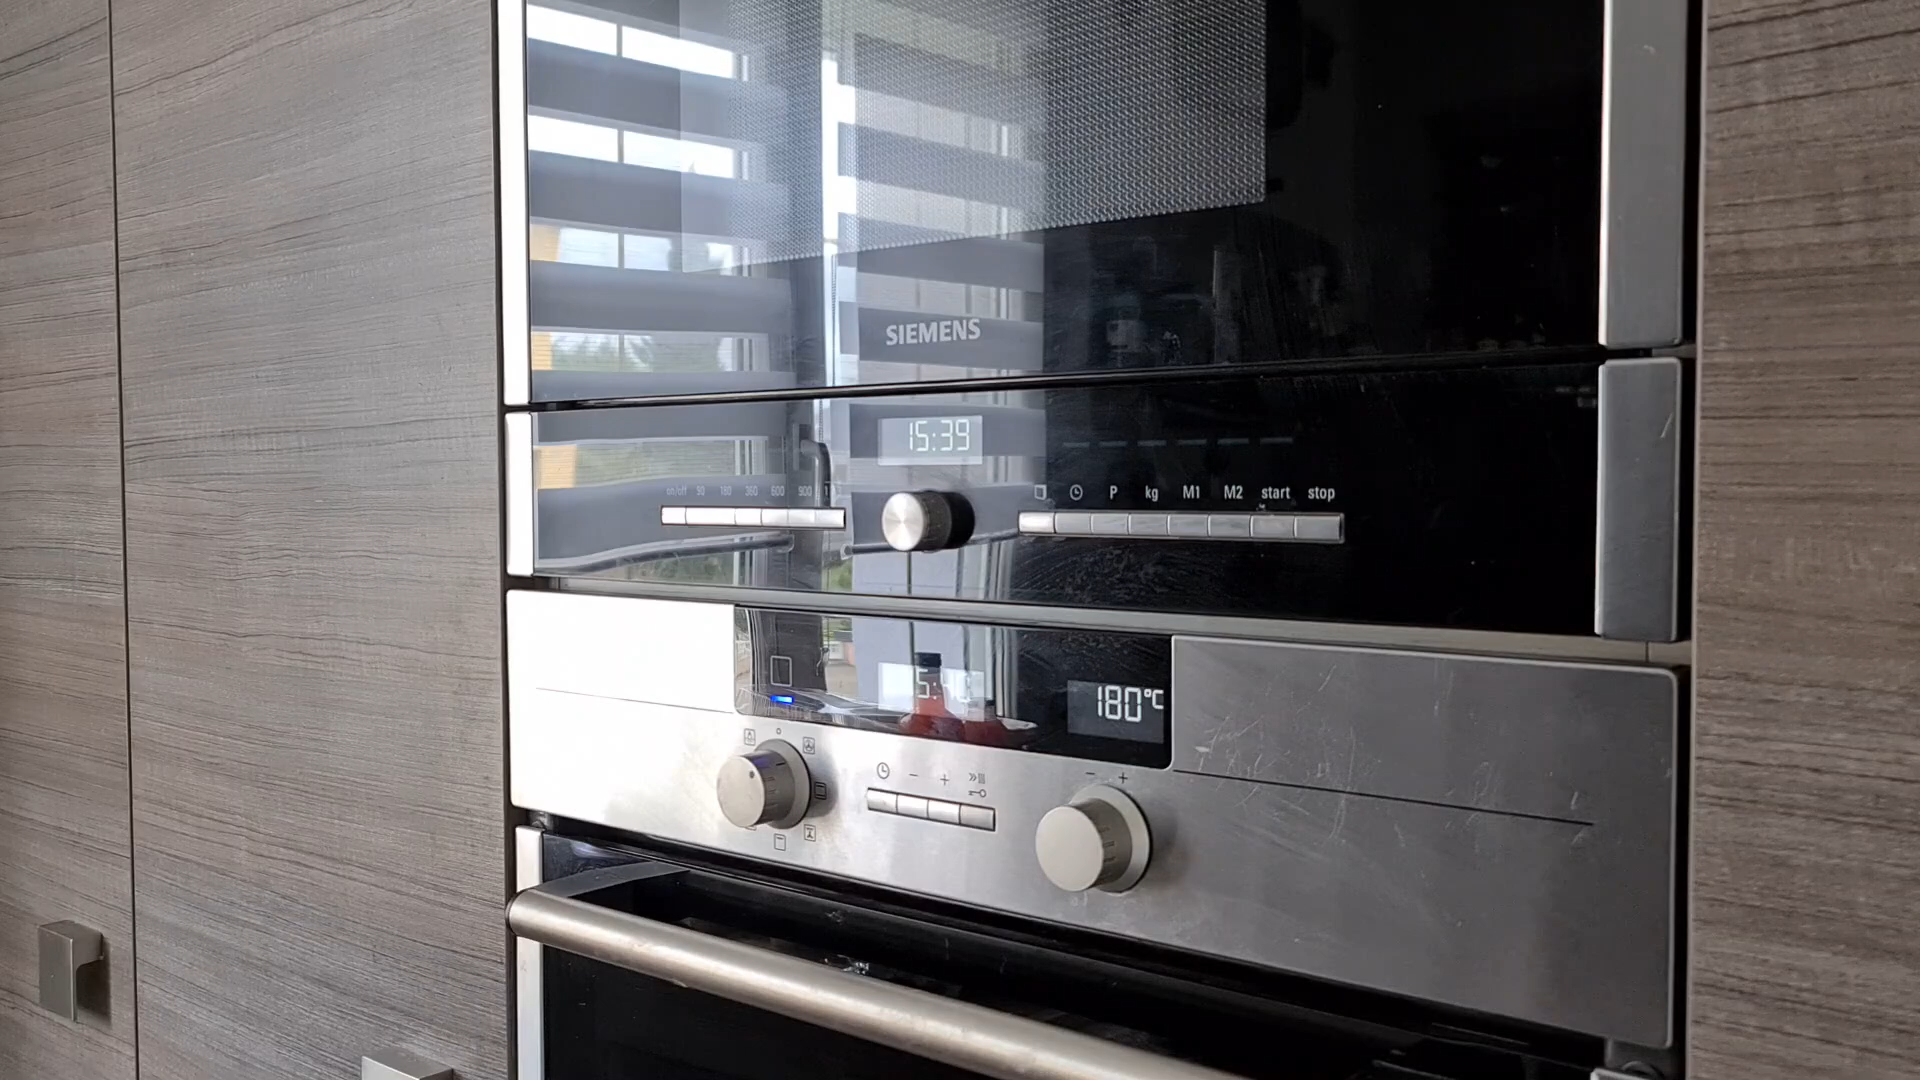 SIEMENS
15:39
on/off 90 180 360 600 900
P kg M1 M2 start stop
180°C
- +
- +